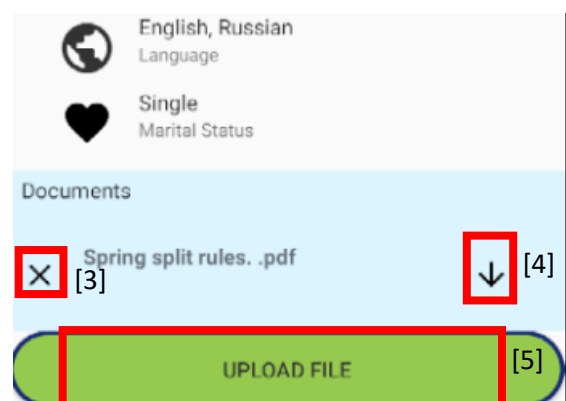 English, Russian
Language
Single
Marital Status
Documents
Spring split rules. .pdf
[3]
[4]
UPLOAD FILE
[5]